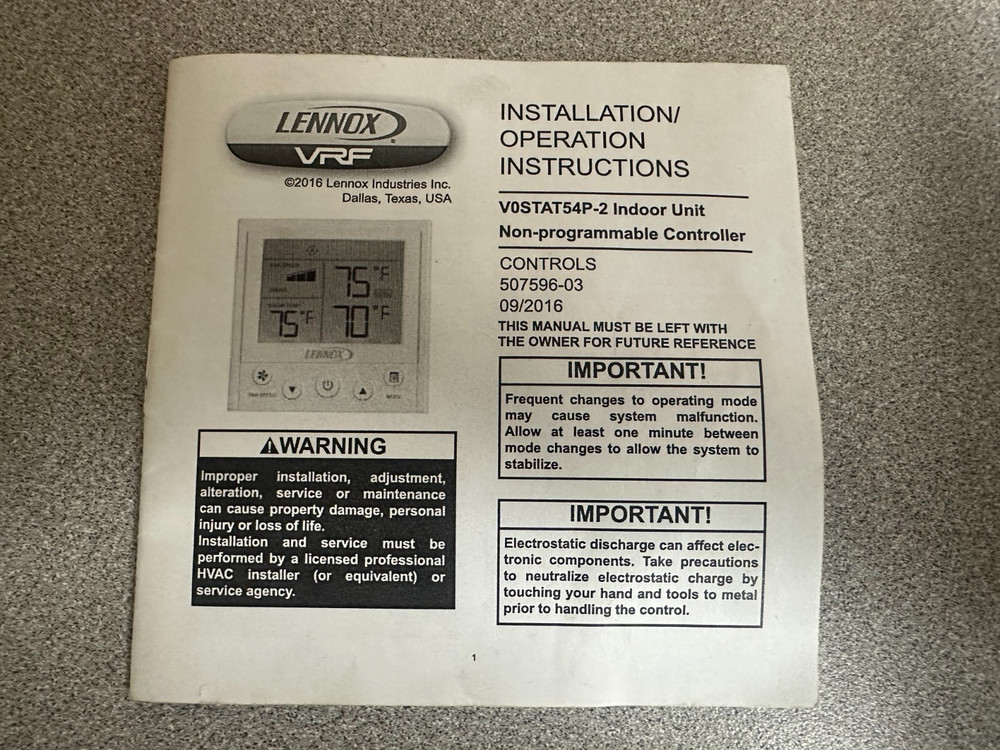 LENNOX
VRF
©2016 Lennox Industries Inc.
Dallas, Texas, USA
75°F
75°F
70°F
LENNOX
FAN SPEED
MODE
⚠WARNING
Improper installation, adjustment,
alteration, service or maintenance
can cause property damage, personal
injury or loss of life.
Installation and service must be
performed by a licensed professional
HVAC installer (or equivalent) or
service agency.
INSTALLATION/
OPERATION
INSTRUCTIONS
V0STAT54P-2 Indoor Unit
Non-programmable Controller
CONTROLS
507596-03
09/2016
THIS MANUAL MUST BE LEFT WITH
THE OWNER FOR FUTURE REFERENCE
IMPORTANT!
Frequent changes to operating mode
may cause system malfunction.
Allow at least one minute between
mode changes to allow the system to
stabilize.
IMPORTANT!
Electrostatic discharge can affect elec-
tronic components. Take precautions
to neutralize electrostatic charge by
touching your hand and tools to metal
prior to handling the control.
1